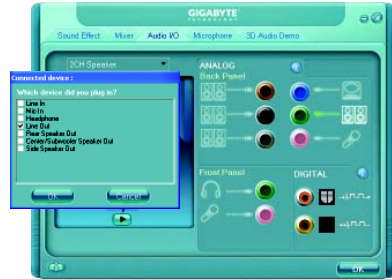 GIGABYTE
TECHNOLOGY
Sound Effect
Mixer
Audio I/O
Microphone
3D Audio Demo
2CH Speaker
ANALOG
Back Panel
Connected device :
Which device did you plug in?
Line In
Mic In
Headphone
Line Out
Rear Speaker Out
Center/Subwoofer Speaker Out
Side Speaker Out
OK
Cancel
Front Panel
DIGITAL
OK